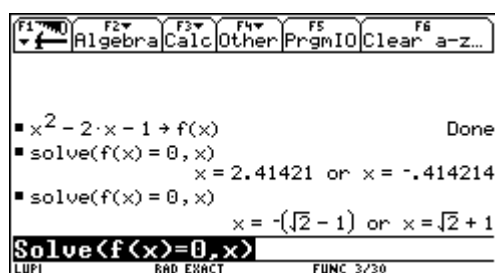 F1 F2 F3 F4 F5 F6
Algebra Calc Other PrgmIO Clear a-z…
▪x² − 2·x − 1 → f(x) Done
▪solve(f(x) = 0, x)
x = 2.41421 or x = -.414214
▪solve(f(x) = 0, x)
x = -(√2 − 1) or x = √2 + 1
Solve(f(x)=0,x)
LUPI RAD EXACT FUNC 3/30